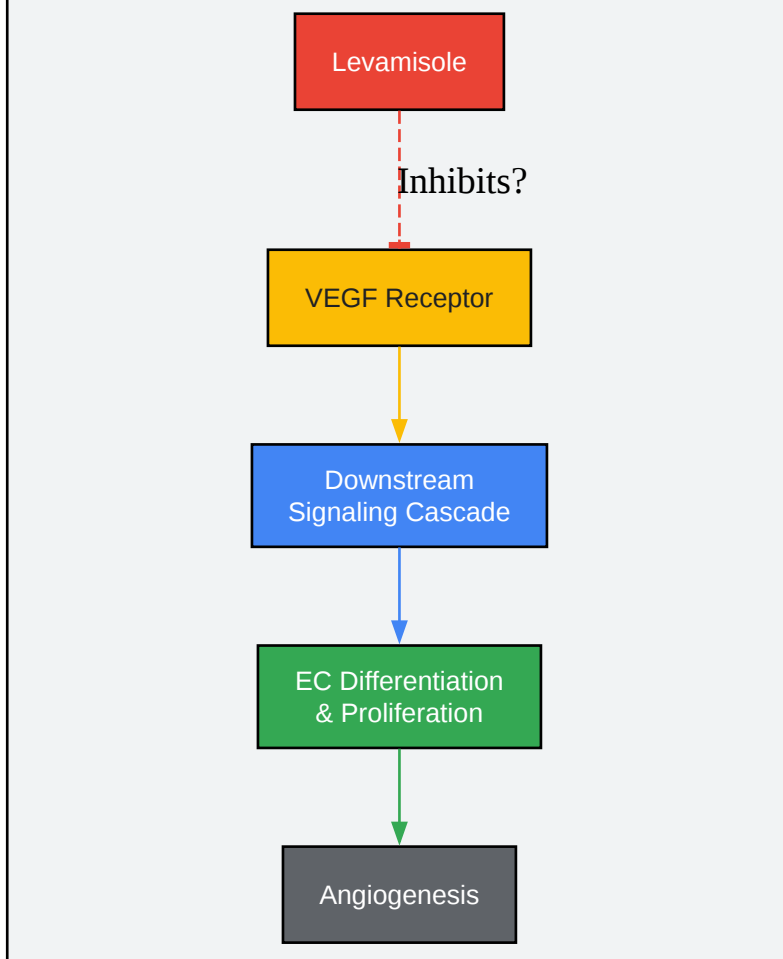 Levamisole
Inhibits?
VEGF Receptor
Downstream
Signaling Cascade
EC Differentiation
& Proliferation
Angiogenesis